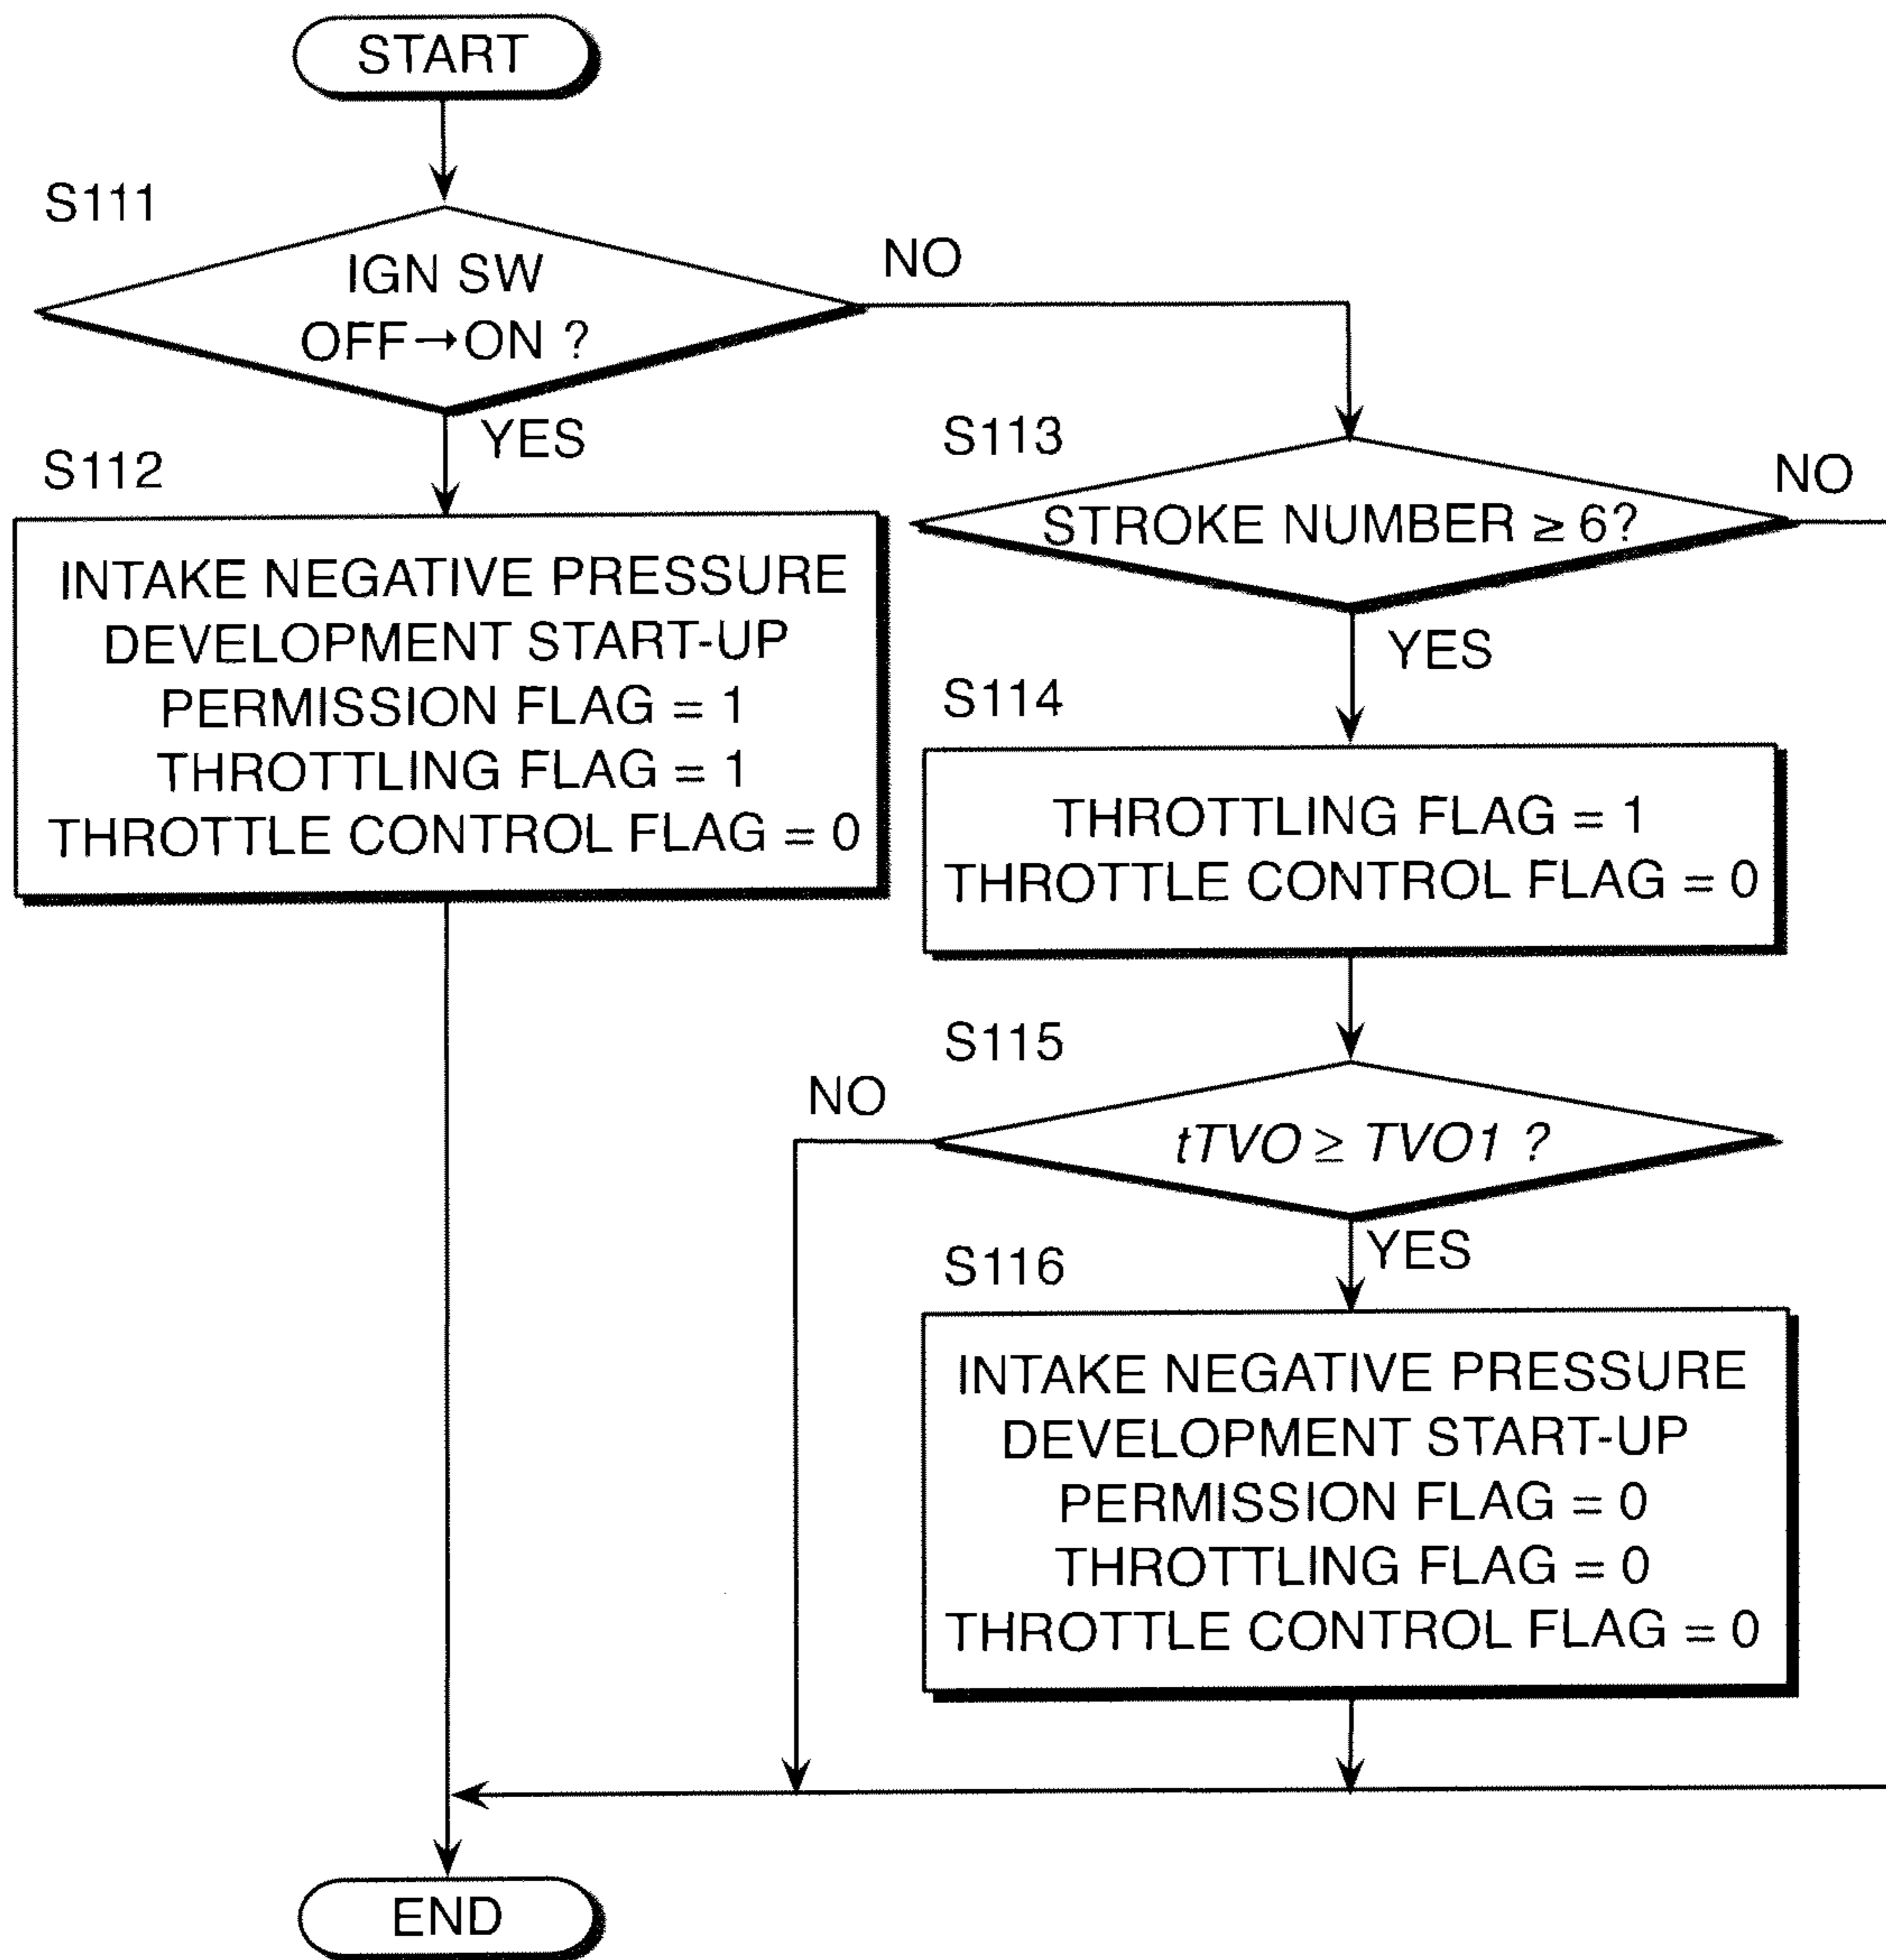 START
S111
IGN SW
OFF→ON ?
NO
YES
S112
INTAKE NEGATIVE PRESSURE
DEVELOPMENT START-UP
PERMISSION FLAG = 1
THROTTLING FLAG = 1
THROTTLE CONTROL FLAG = 0
S113
STROKE NUMBER ≥ 6?
NO
YES
S114
THROTTLING FLAG = 1
THROTTLE CONTROL FLAG = 0
S115
tTVO ≥ TVO1 ?
NO
YES
S116
INTAKE NEGATIVE PRESSURE
DEVELOPMENT START-UP
PERMISSION FLAG = 0
THROTTLING FLAG = 0
THROTTLE CONTROL FLAG = 0
END